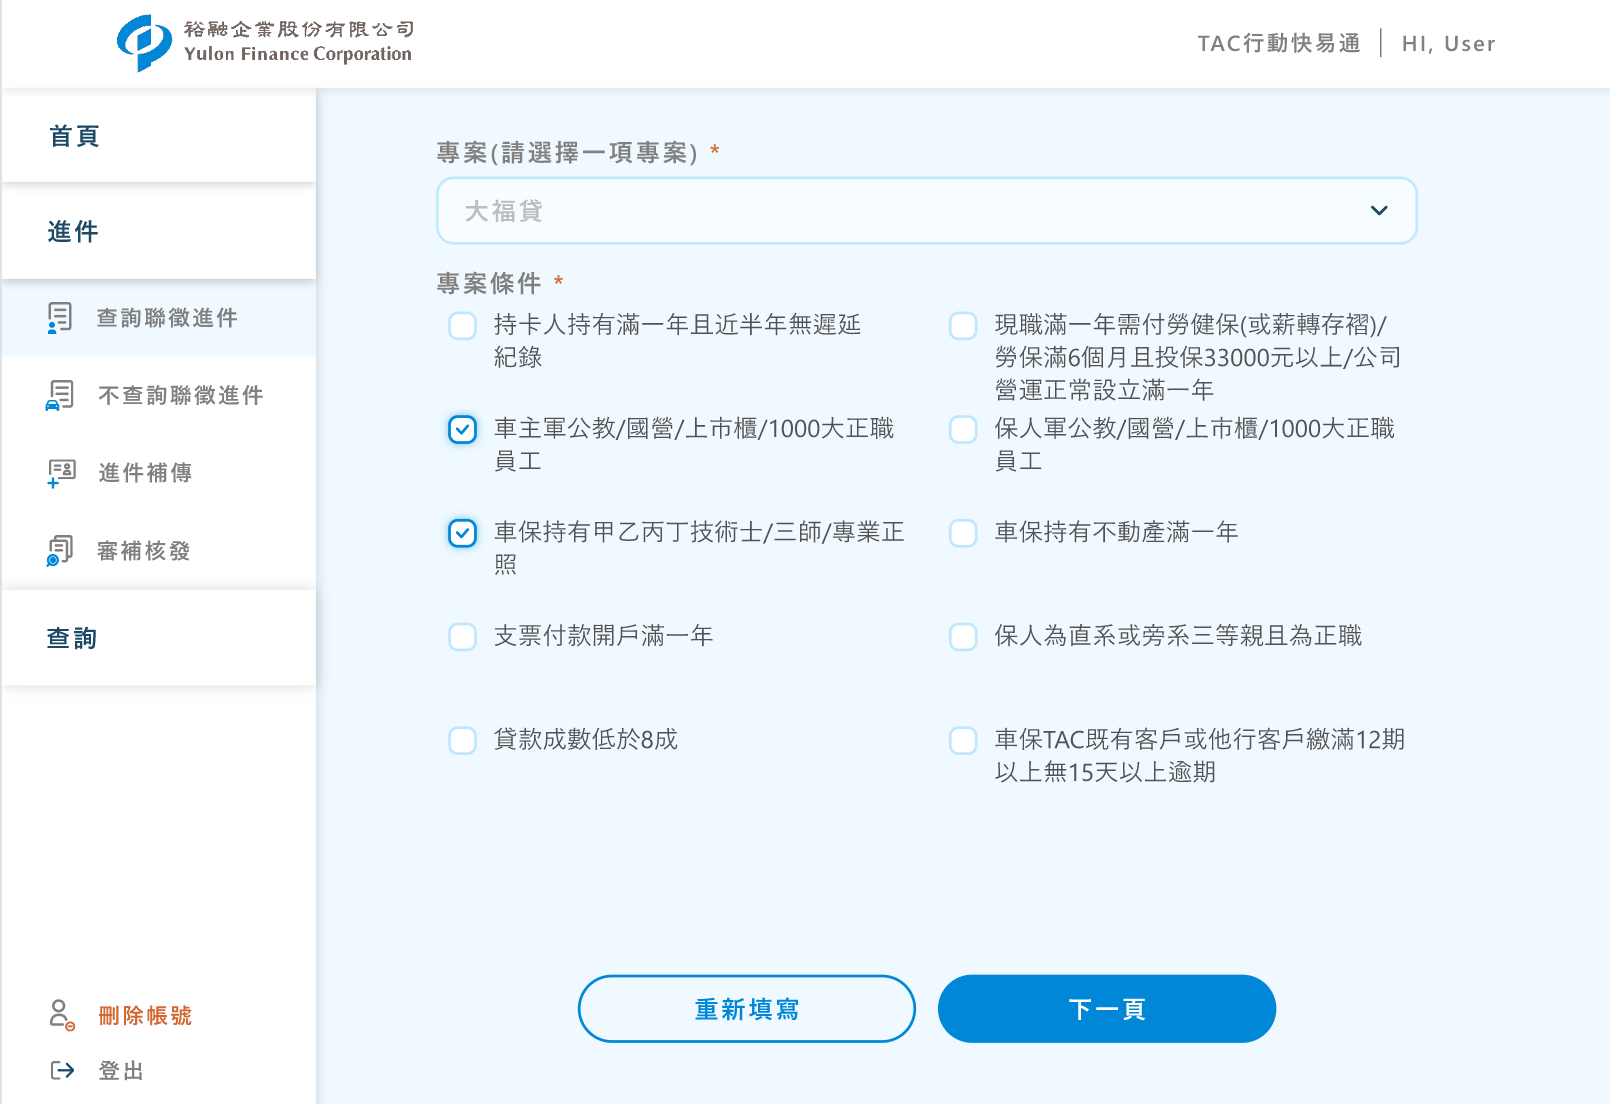 裕融企業股份有限公司
Yulon Finance Corporation
TAC行動快易通
HI, User
首頁
進件
查詢聯徵進件
不查詢聯徵進件
進件補傳
審補核發
查詢
刪除帳號
登出
專案(請選擇一項專案) *
大福貸
專案條件 *
持卡人持有滿一年且近半年無遲延
紀錄
現職滿一年需付勞健保(或薪轉存褶)/
勞保滿6個月且投保33000元以上/公司
營運正常設立滿一年
車主軍公教/國營/上市櫃/1000大正職
員工
保人軍公教/國營/上市櫃/1000大正職
員工
車保持有甲乙丙丁技術士/三師/專業正
照
車保持有不動產滿一年
支票付款開戶滿一年
保人為直系或旁系三等親且為正職
貸款成數低於8成
車保TAC既有客戶或他行客戶繳滿12期
以上無15天以上逾期
重新填寫
下一頁